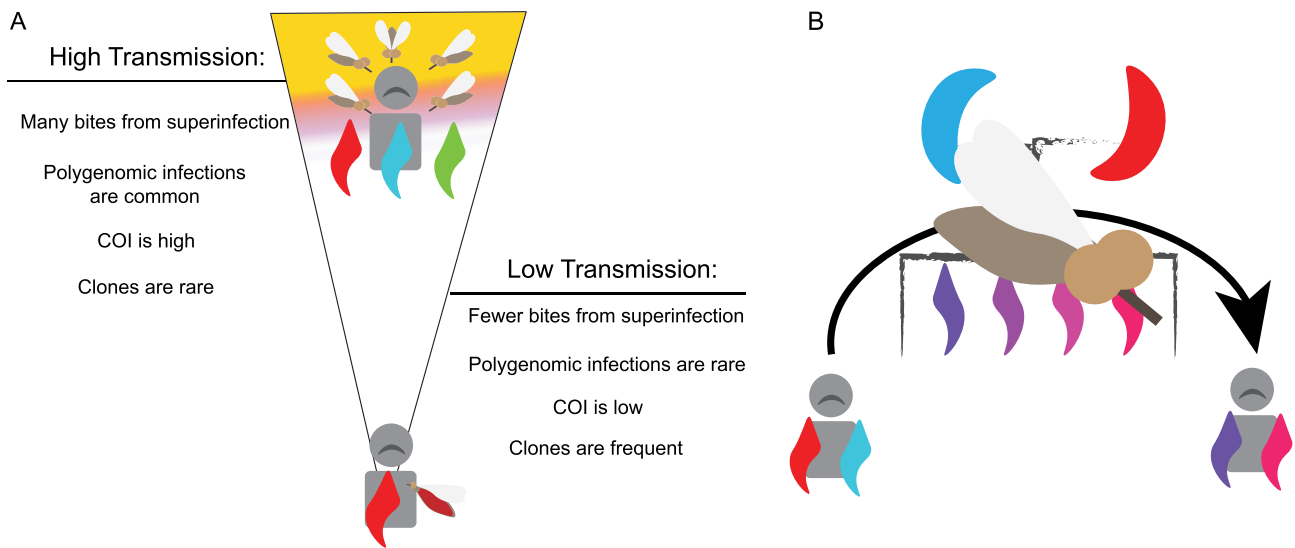 A
High Transmission:
Many bites from superinfection
Polygenomic infections
are common
COI is high
Clones are rare
Low Transmission:
Fewer bites from superinfection
Polygenomic infections are rare
COI is low
Clones are frequent
B